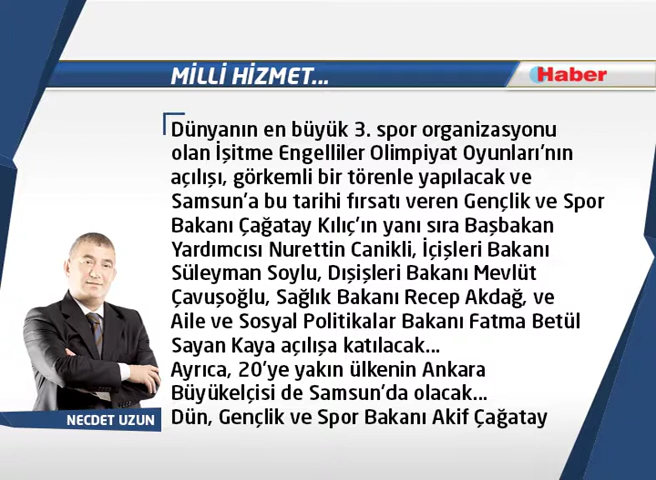 MİLLİ HİZMET...
Haber
Dünyanın en büyük 3. spor organizasyonu
olan İşitme Engelliler Olimpiyat Oyunları'nın
açılışı, görkemli bir törenle yapılacak ve
Samsun'a bu tarihi fırsatı veren Gençlik ve Spor
Bakanı Çağatay Kılıç'ın yanı sıra Başbakan
Yardımcısı Nurettin Canikli, İçişleri Bakanı
Süleyman Soylu, Dışişleri Bakanı Mevlüt
Çavuşoğlu, Sağlık Bakanı Recep Akdağ, ve
Aile ve Sosyal Politikalar Bakanı Fatma Betül
Sayan Kaya açılışa katılacak...
Ayrıca, 20'ye yakın ülkenin Ankara
Büyükelçisi de Samsun'da olacak...
Dün, Gençlik ve Spor Bakanı Akif Çağatay
NECDET UZUN